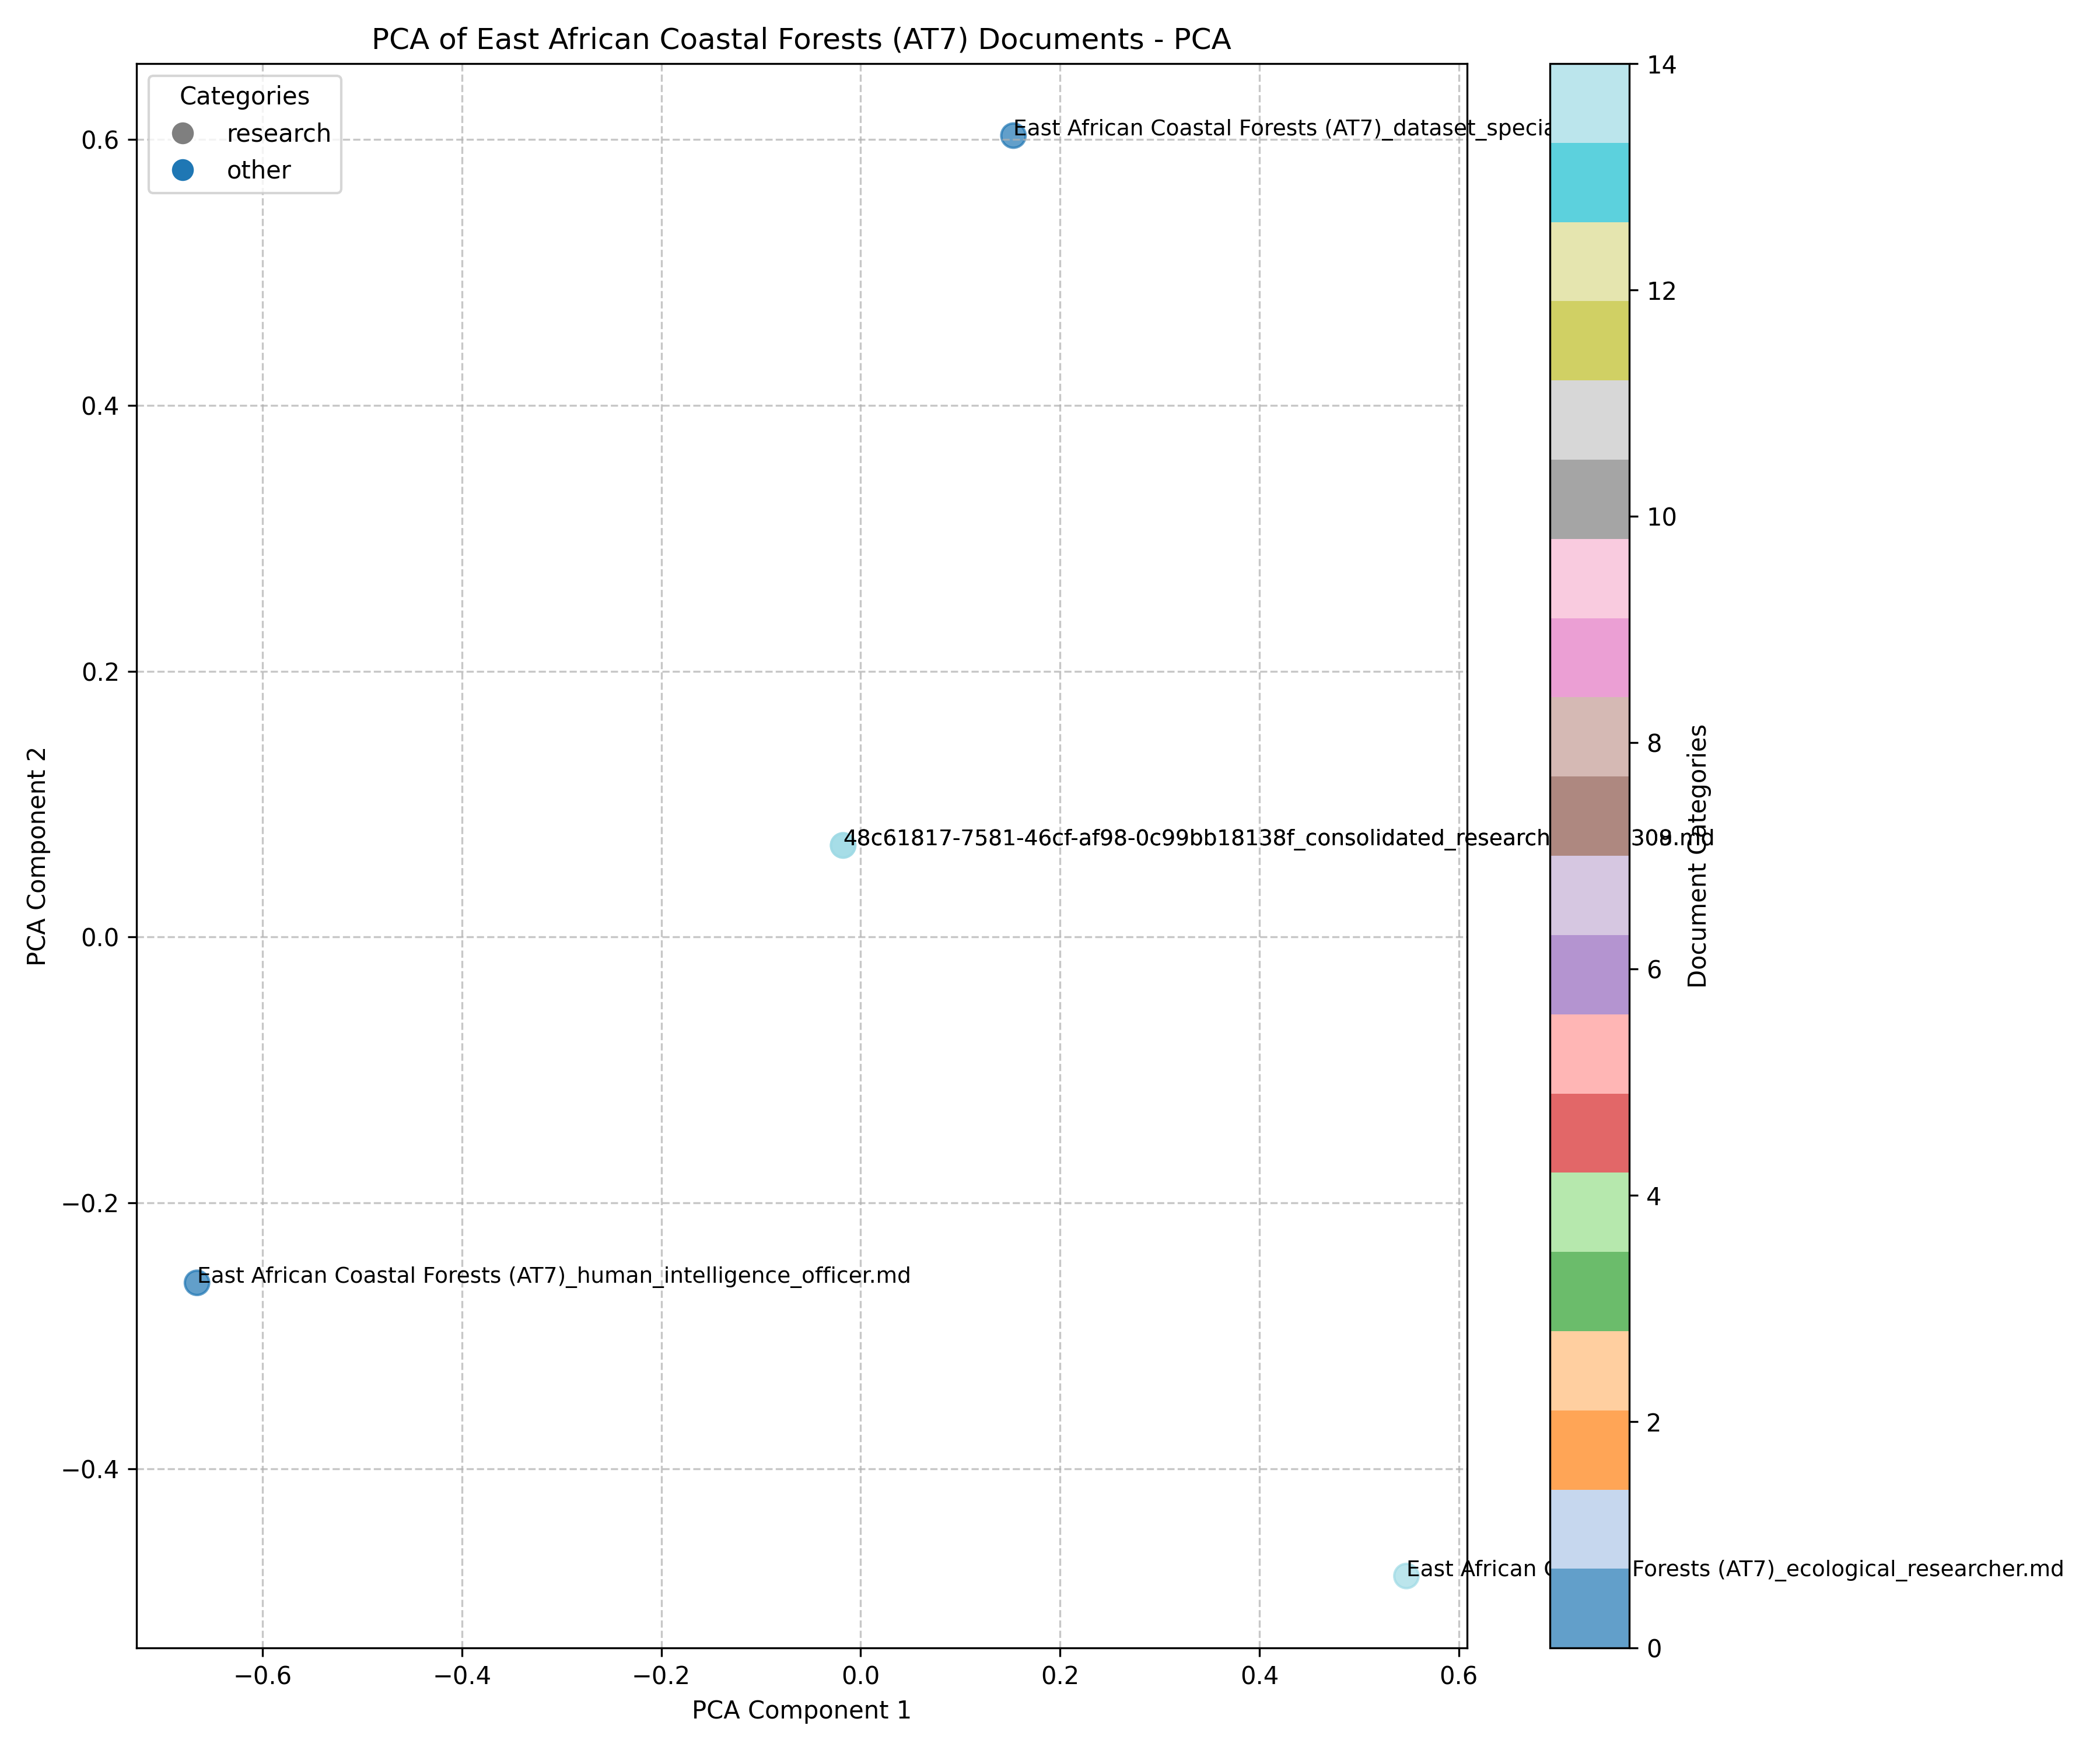 PCA of East African Coastal Forests (AT7) Documents - PCA
Categories
research
other
East African Coastal Forests (AT7)_dataset_specia
48c61817-7581-46cf-af98-0c99bb18138f_consolidated_research
East African Coastal Forests (AT7)_human_intelligence_officer.md
East African Forests (AT7)_ecological_researcher.md
PCA Component 2
0.6
0.4
0.2
0.0
−0.2
−0.4
−0.6
−0.4
−0.2
0.0
0.2
0.4
0.6
PCA Component 1
14
12
10
8
6
4
2
0
Document Categories